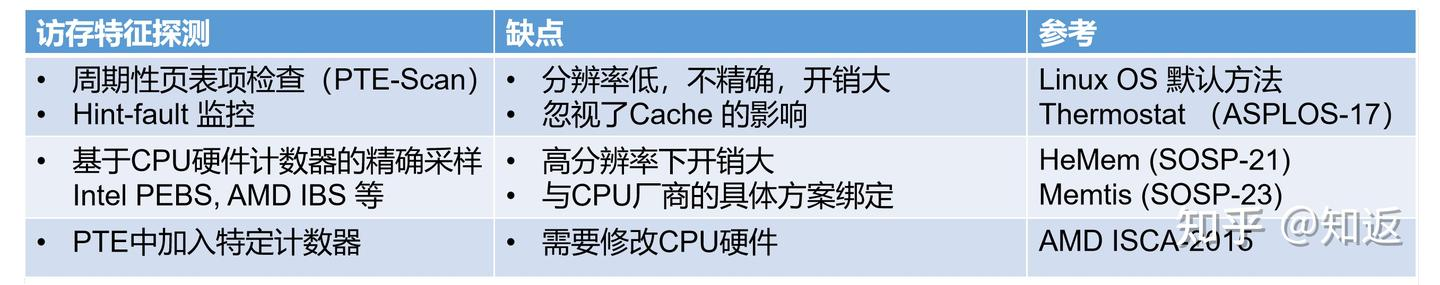 访存特征探测 缺点 参考
• 周期性页表项检查（PTE-Scan） • 分辨率低，不精确，开销大 Linux OS 默认方法
• Hint-fault 监控 • 忽视了Cache 的影响 Thermostat （ASPLOS-17）
• 基于CPU硬件计数器的精确采样 • 高分辨率下开销大 HeMem (SOSP-21)
Intel PEBS, AMD IBS 等 • 与CPU厂商的具体方案绑定 Memtis (SOSP-23)
• PTE中加入特定计数器 • 需要修改CPU硬件 AMD ISCA-2015
知乎 @知返